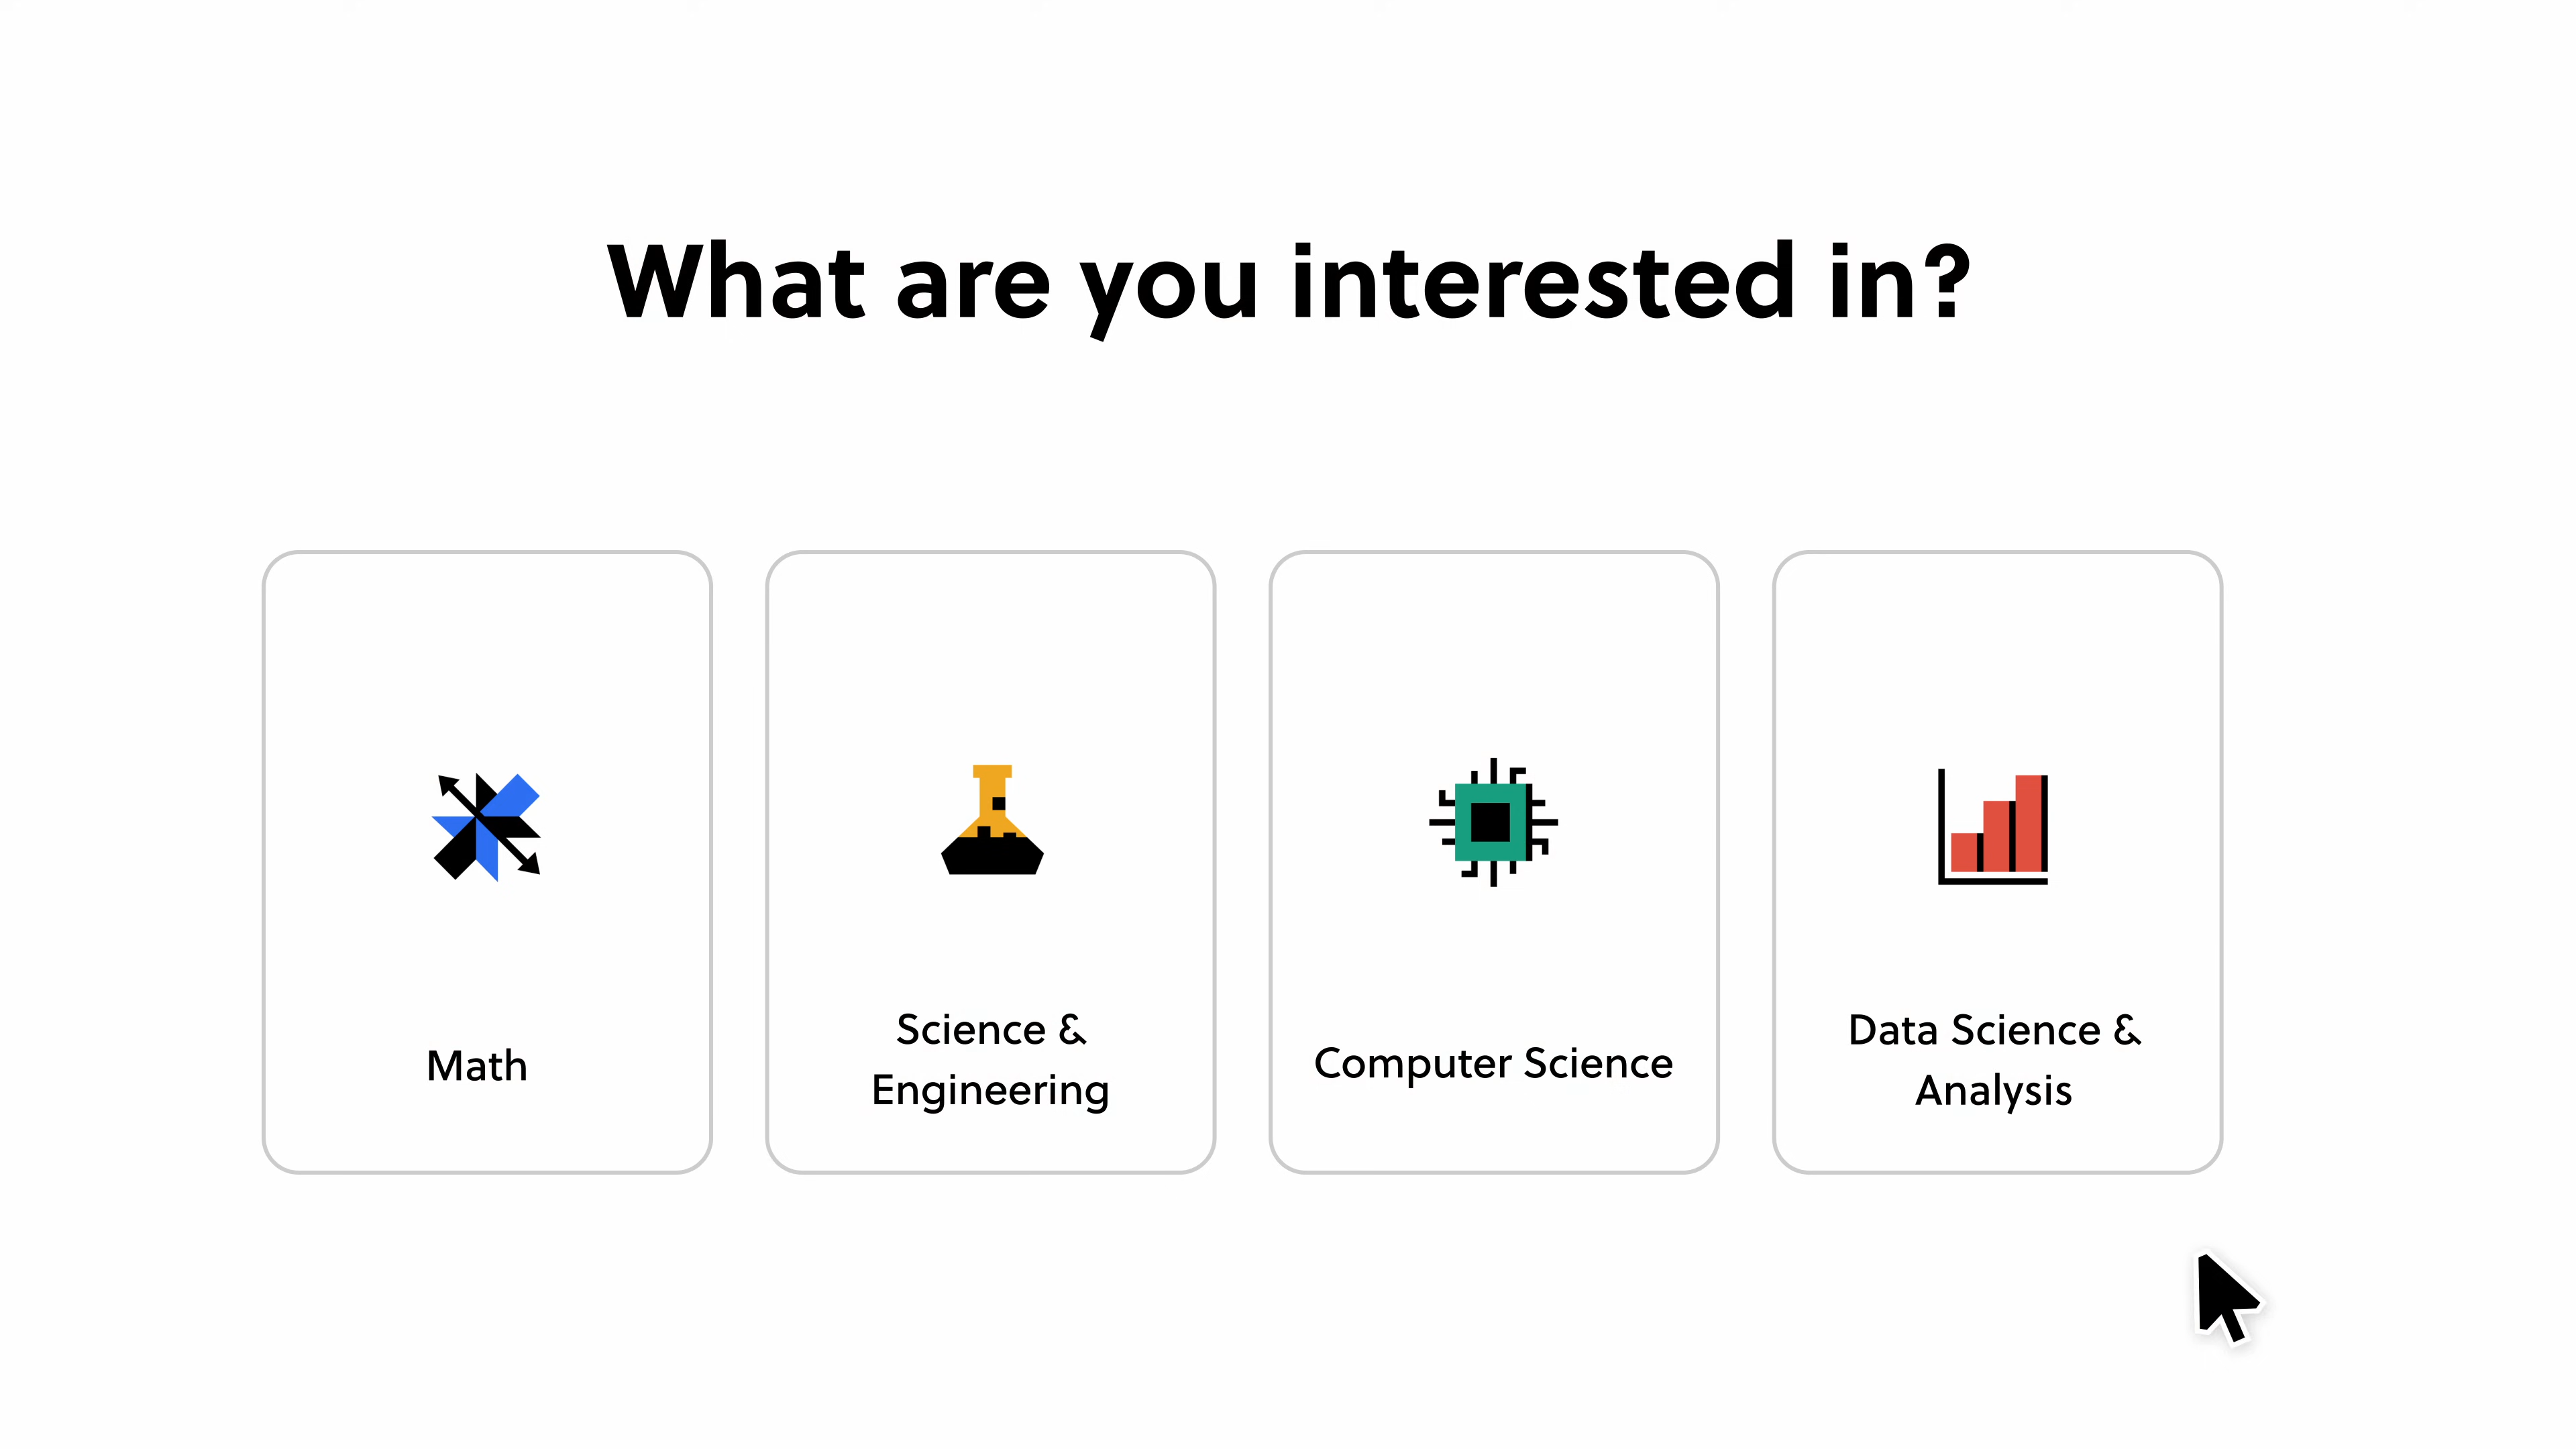 What are you interested in?
Math
Science &
Engineering
Computer Science
Data Science &
Analysis